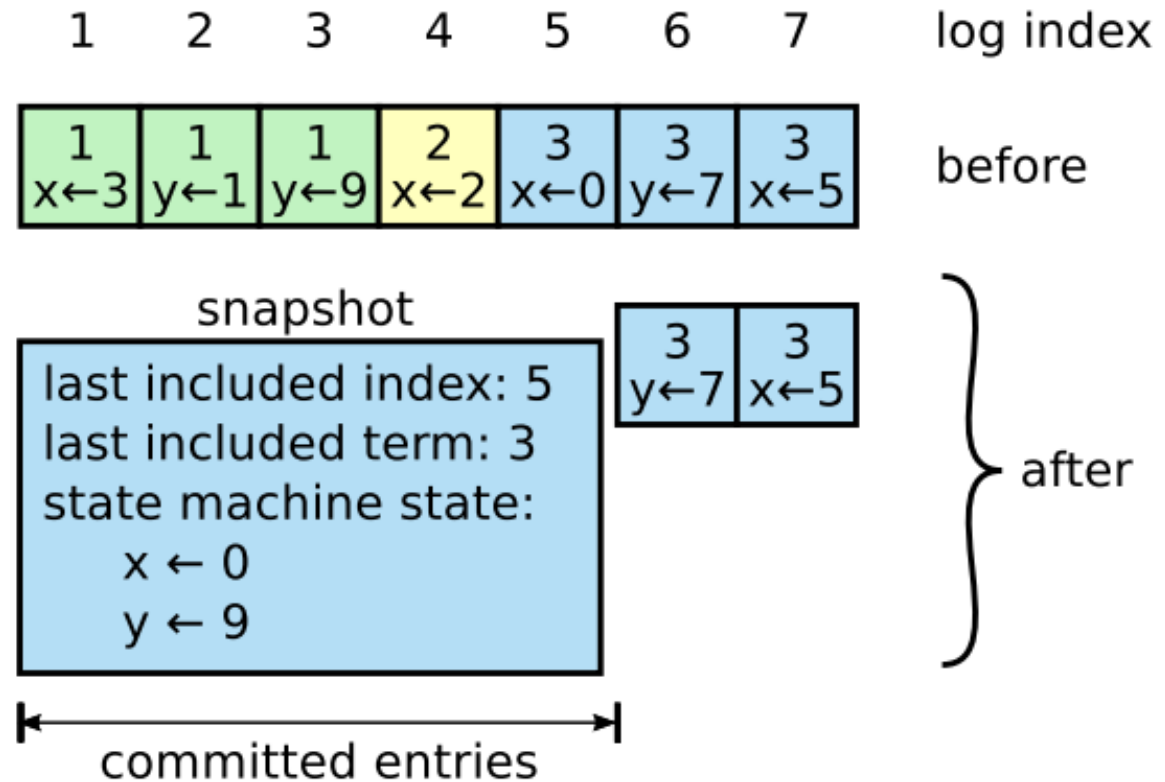 1 2 3 4 5 6 7 log index
1 1 1 2 3 3 3
x←3 y←1 y←9 x←2 x←0 y←7 x←5
before
snapshot
last included index: 5
last included term: 3
state machine state:
x ← 0
y ← 9
3 3
y←7 x←5
after
committed entries